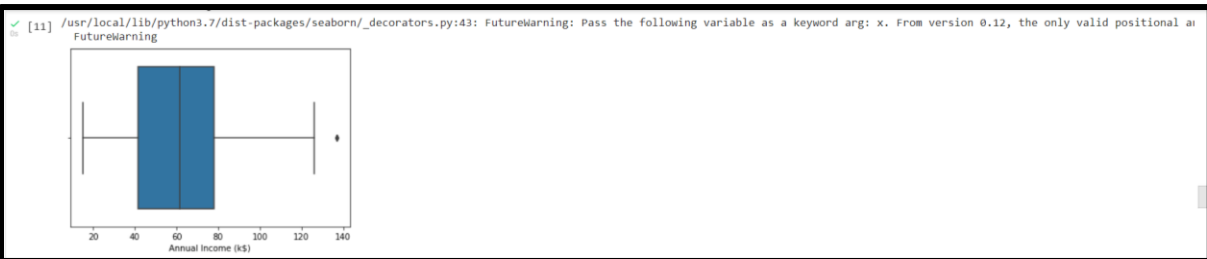 [11] /usr/local/lib/python3.7/dist-packages/seaborn/_decorators.py:43: FutureWarning: Pass the following variable as a keyword arg: x. From version 0.12, the only valid positional
0s
FutureWarning
20 40 60 80 100 120 140
Annual Income (k$)